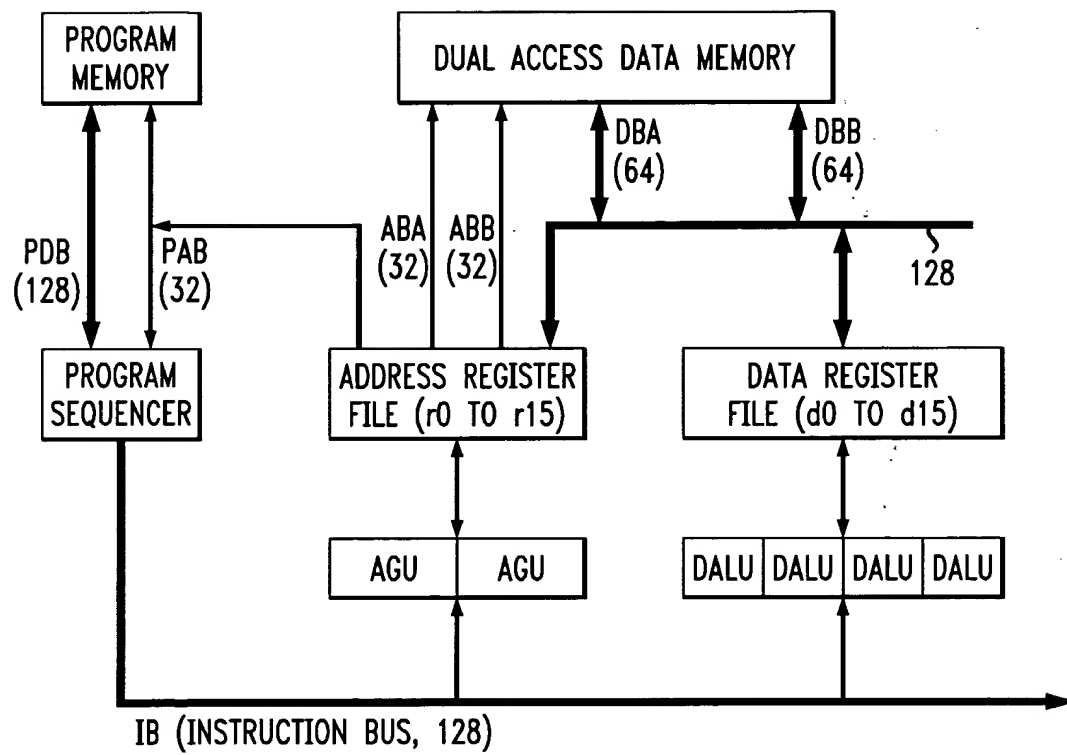 PROGRAM
MEMORY
DUAL ACCESS DATA MEMORY
DBA
(64)
DBB
(64)
PDB
(128)
PAB
(32)
ABA
(32)
ABB
(32)
128
PROGRAM
SEQUENCER
ADDRESS REGISTER
FILE (r0 TO r15)
DATA REGISTER
FILE (d0 TO d15)
AGU
AGU
DALU
DALU
DALU
DALU
IB (INSTRUCTION BUS, 128)